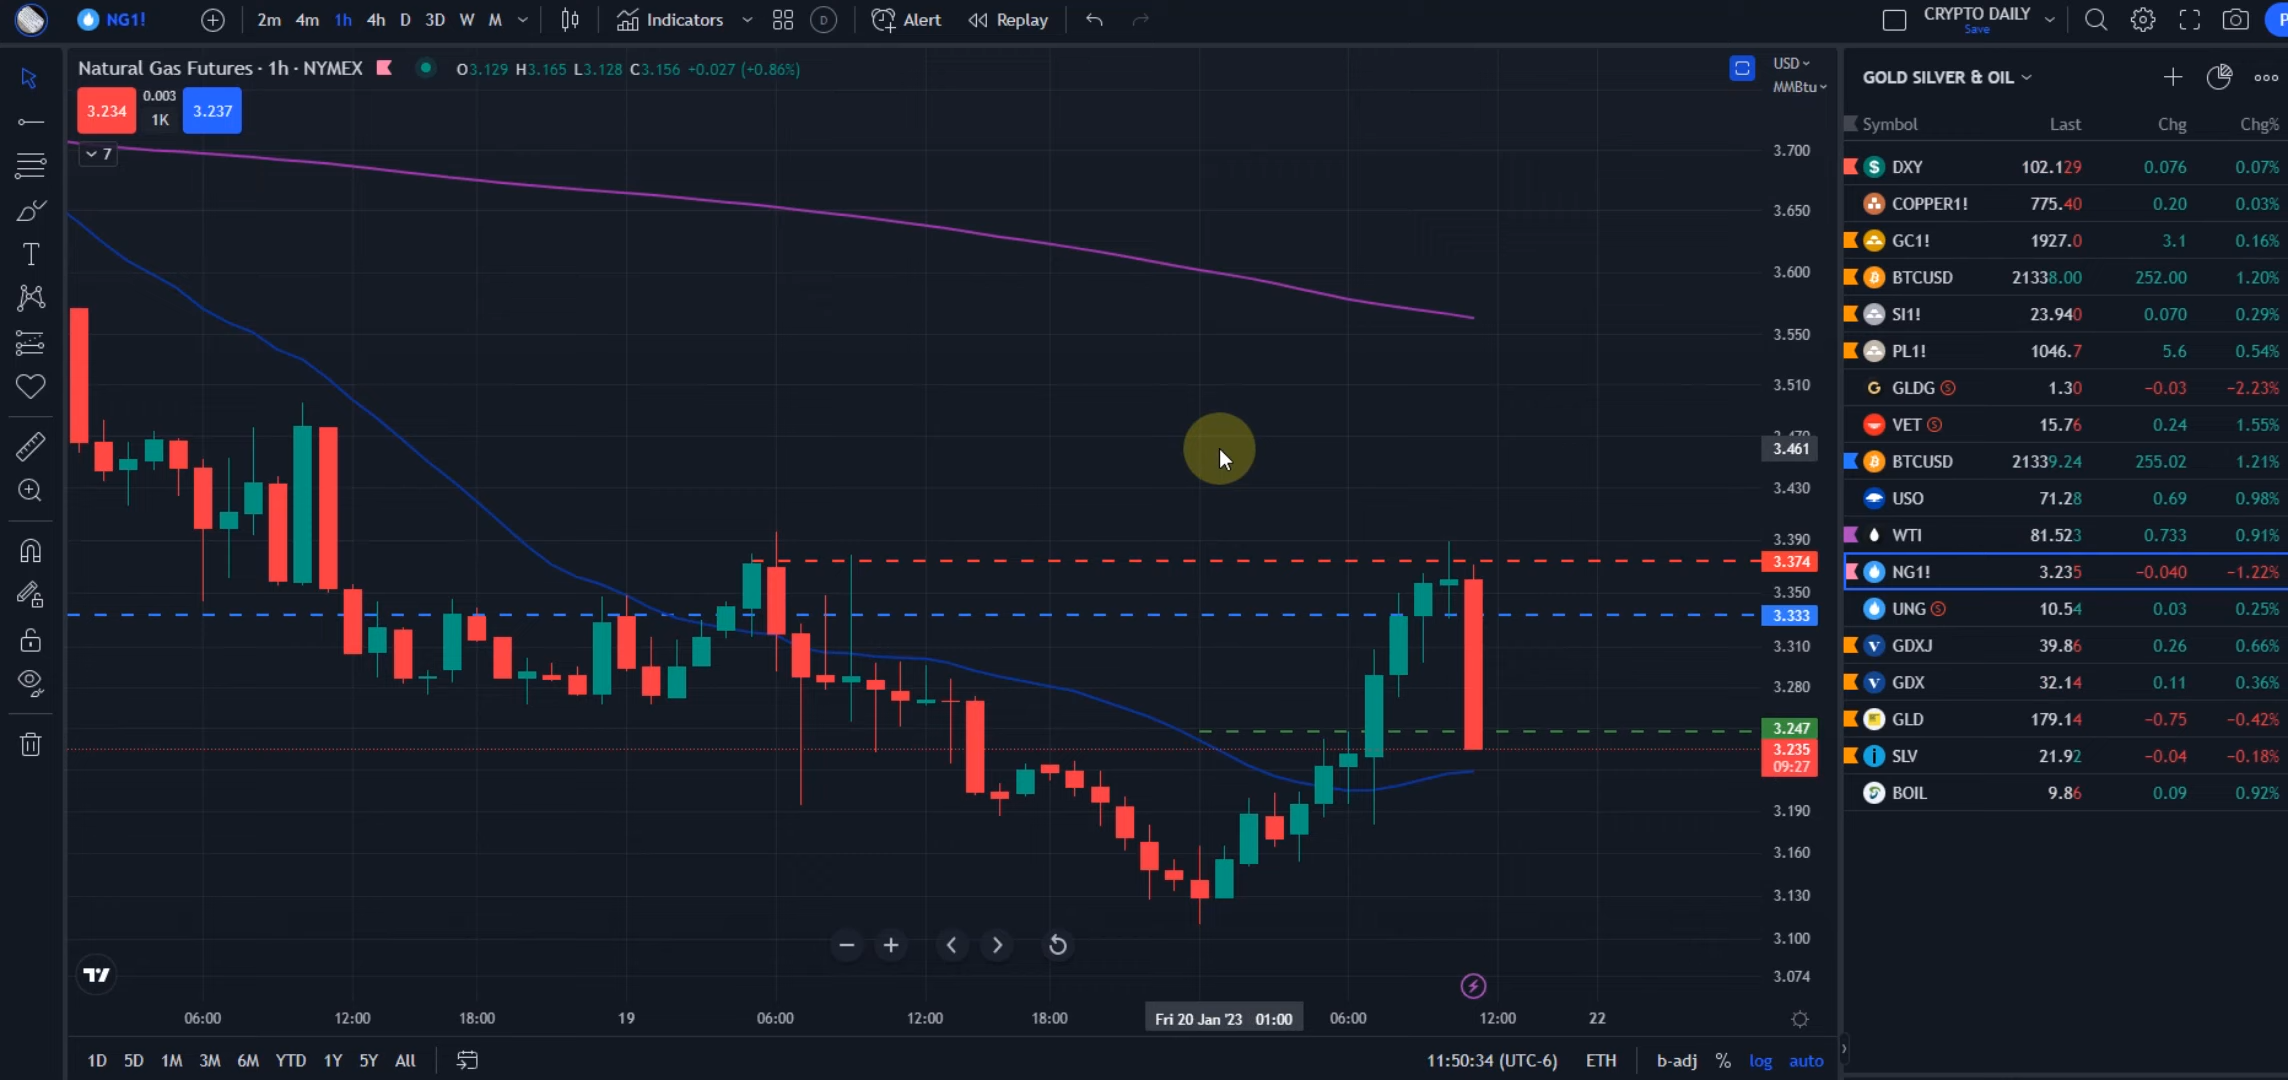 NG1! 2m 4m 1h 4h D 3D W M Indicators D Alert Replay CRYPTO DAILY
Save
Natural Gas Futures · 1h · NYMEX O3.129 H3.165 L3.128 C3.156 +0.027 (+0.86%)
3.234 0.003 3.237
1K
7
USD
MMBtu
3.700
3.650
3.600
3.550
3.510
3.461
3.430
3.390
3.374
3.350
3.333
3.310
3.280
3.247
3.235
09:27
3.190
3.160
3.130
3.100
3.074
06:00 12:00 18:00 19 06:00 12:00 18:00 Fri 20 Jan '23 01:00 06:00 12:00 22
1D 5D 1M 3M 6M YTD 1Y 5Y All 11:50:34 (UTC-6) ETH b-adj % log auto
GOLD SILVER & OIL
Symbol Last Chg Chg%
DXY 102.129 0.076 0.07%
COPPER1! 775.40 0.20 0.03%
GC1! 1927.0 3.1 0.16%
BTCUSD 21338.00 252.00 1.20%
SI1! 23.940 0.070 0.29%
PL1! 1046.7 5.6 0.54%
GLDG 1.30 −0.03 −2.23%
VET 15.76 0.24 1.55%
BTCUSD 21339.24 255.02 1.21%
USO 71.28 0.69 0.98%
WTI 81.523 0.733 0.91%
NG1! 3.235 −0.040 −1.22%
UNG 10.54 0.03 0.25%
GDXJ 39.86 0.26 0.66%
GDX 32.14 0.11 0.36%
GLD 179.14 −0.75 −0.42%
SLV 21.92 −0.04 −0.18%
BOIL 9.86 0.09 0.92%